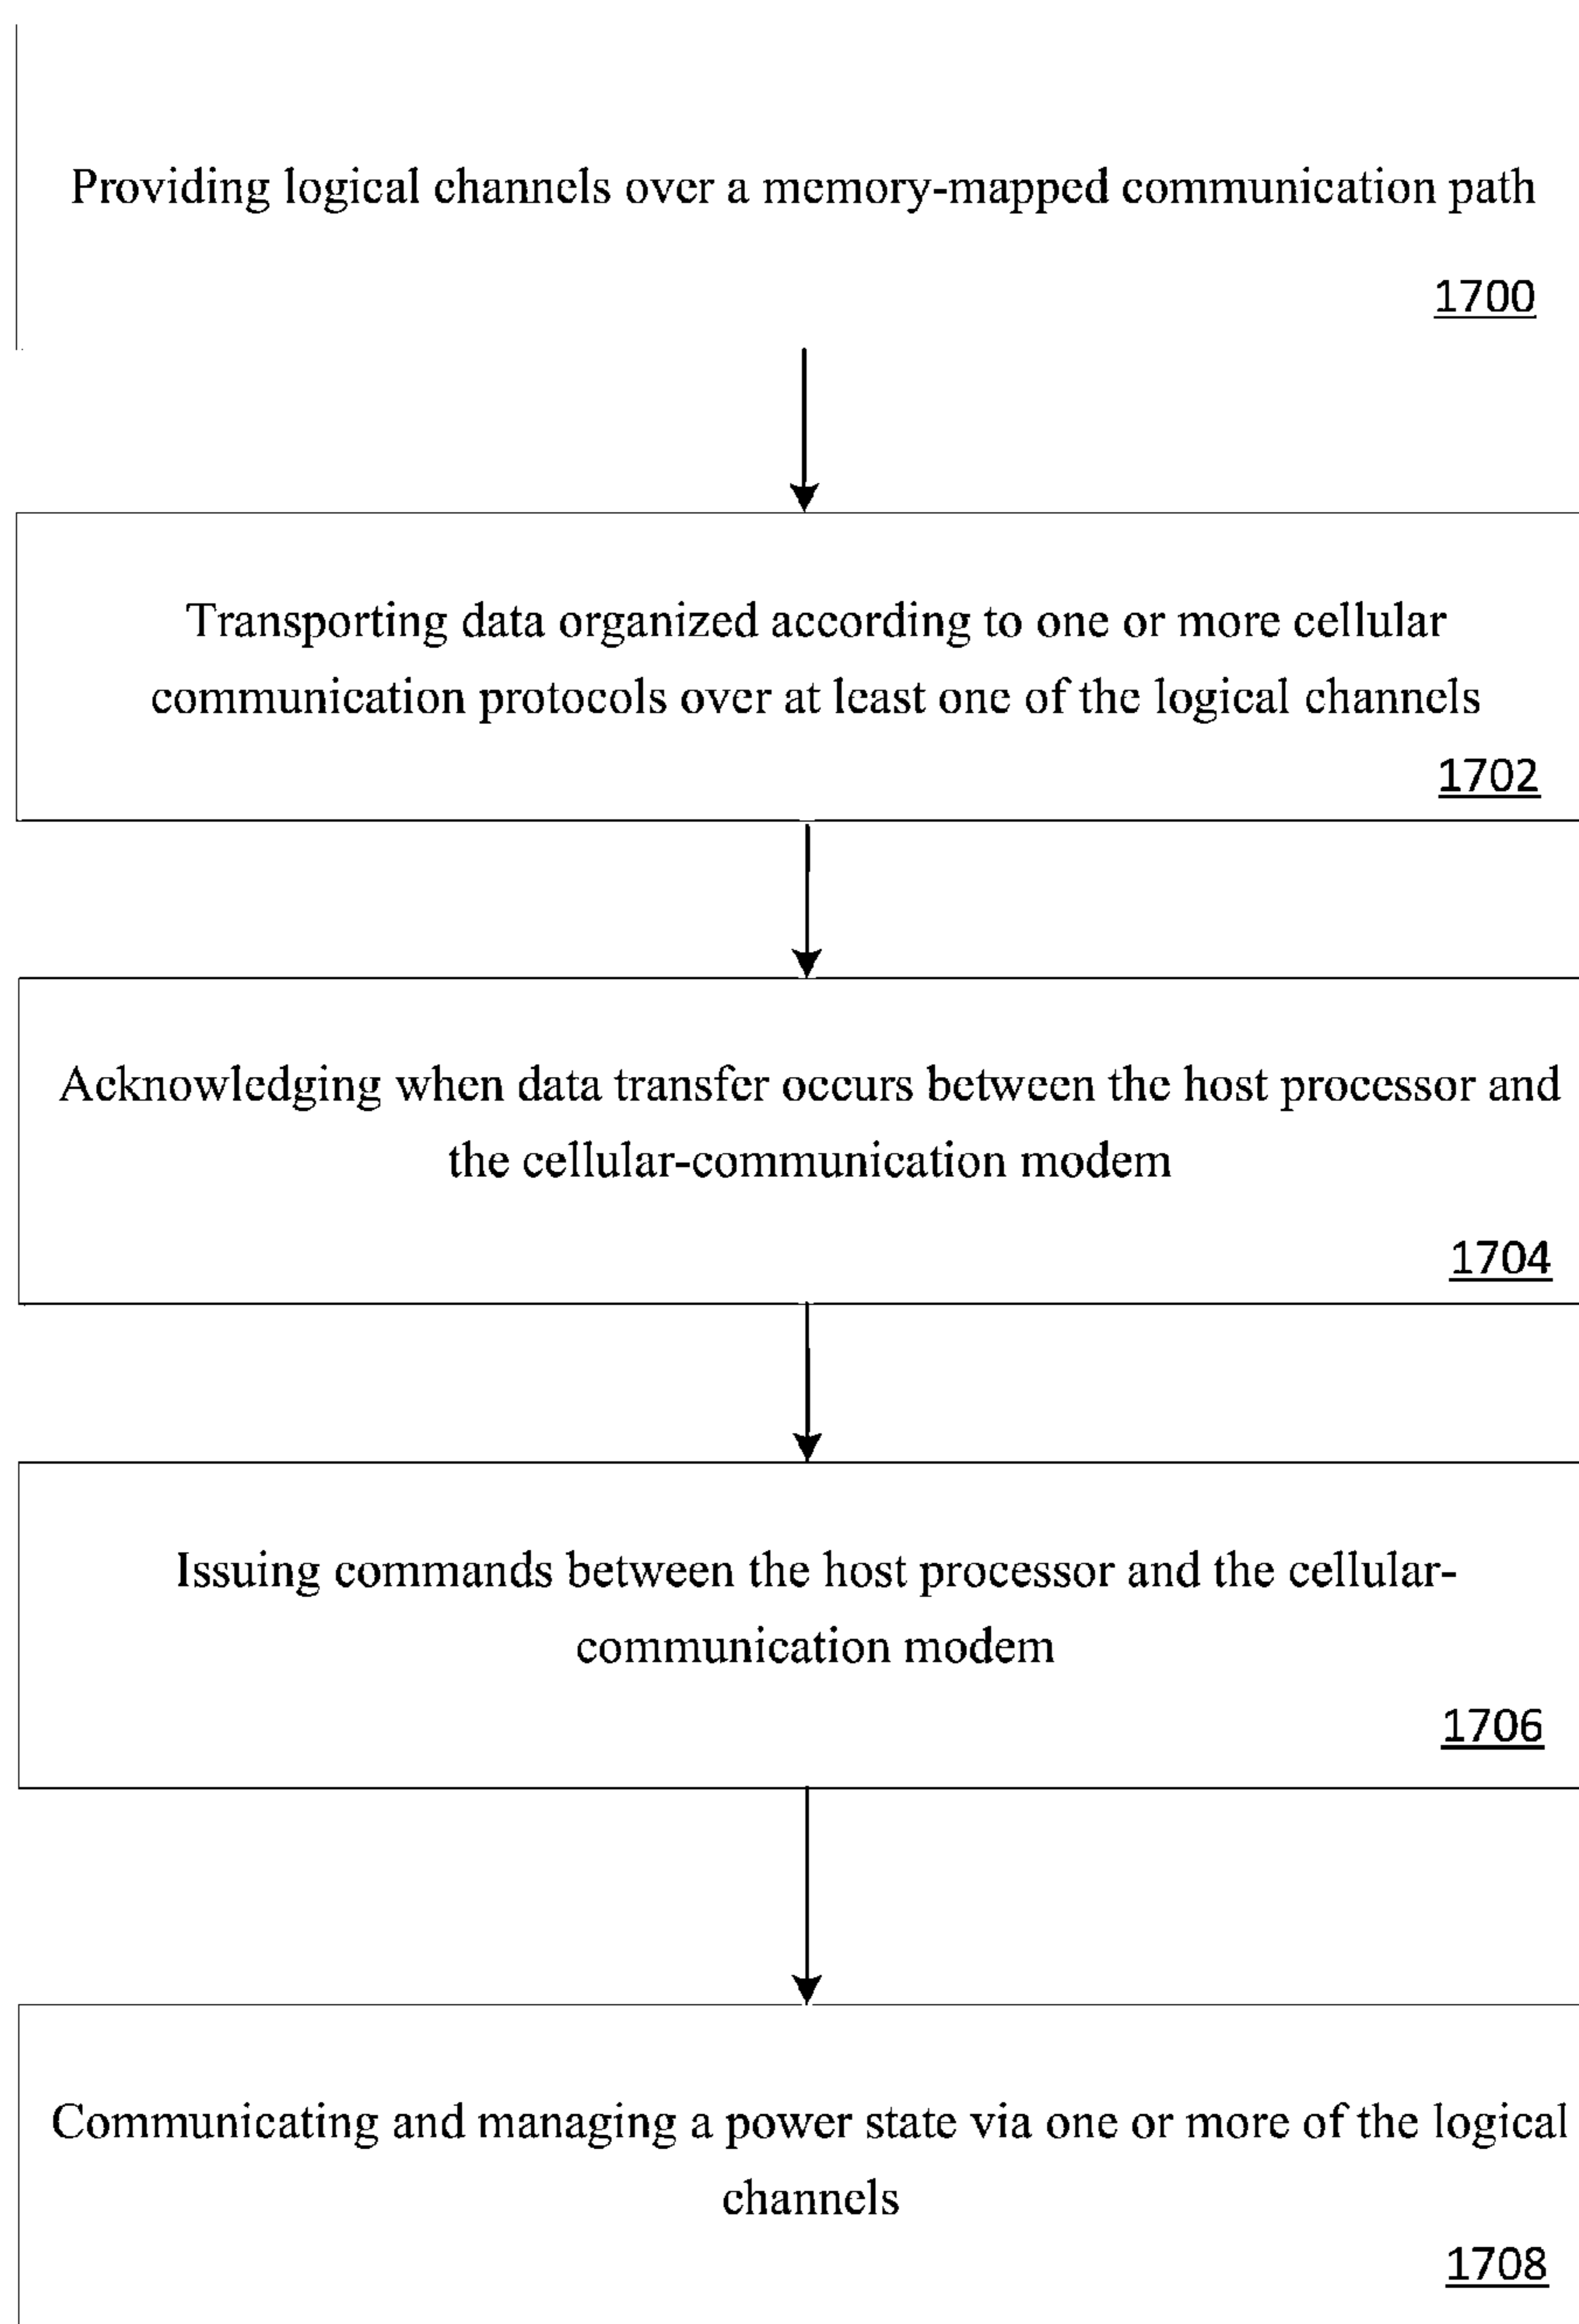 Providing logical channels over a memory-mapped communication path
1700
Transporting data organized according to one or more cellular
communication protocols over at least one of the logical channels
1702
Acknowledging when data transfer occurs between the host processor and
the cellular-communication modem
1704
Issuing commands between the host processor and the cellular-
communication modem
1706
Communicating and managing a power state via one or more of the logical
channels
1708